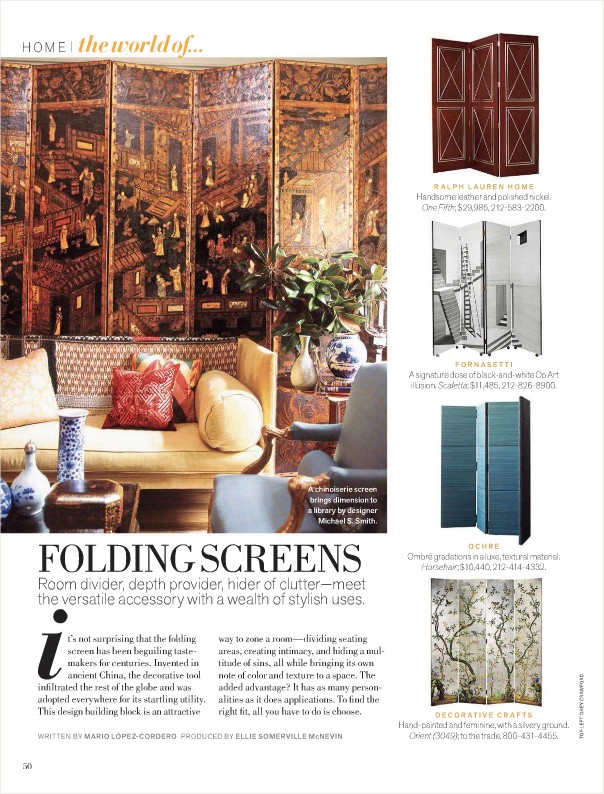 HOME | the world of...
A chinoiserie screen
brings dimension to
a library by designer
Michael S. Smith.
FOLDING SCREENS
Room divider, depth provider, hider of clutter—meet
the versatile accessory with a wealth of stylish uses.
it's not surprising that the folding
screen has been beguiling taste-
makers for centuries. Invented in
ancient China, the decorative tool
infiltrated the rest of the globe and was
adopted everywhere for its startling utility.
This design building block is an attractive
way to zone a room—dividing seating
areas, creating intimacy, and hiding a mul-
titude of sins, all while bringing its own
note of color and texture to a space. The
added advantage? It has as many person-
alities as it does applications. To find the
right fit, all you have to do is choose.
WRITTEN BY MARIO LÓPEZ-CORDERO PRODUCED BY ELLIE SOMERVILLE McNEVIN
RALPH LAUREN HOME
Handsome leather and polished nickel.
One Fifth; $29,985, 212-583-2200.
FORNASETTI
A signature dose of black-and-white Op Art
illusion. Scaletta; $11,485, 212-826-8900.
OCHRE
Ombré gradations in a luxe, textural material.
Horsehair; $10,440, 212-414-4332.
DECORATIVE CRAFTS
Hand-painted and feminine, with a silvery ground.
Orient (3049); to the trade, 800-431-4455.
TOP LEFT: GREY CRAWFORD
50